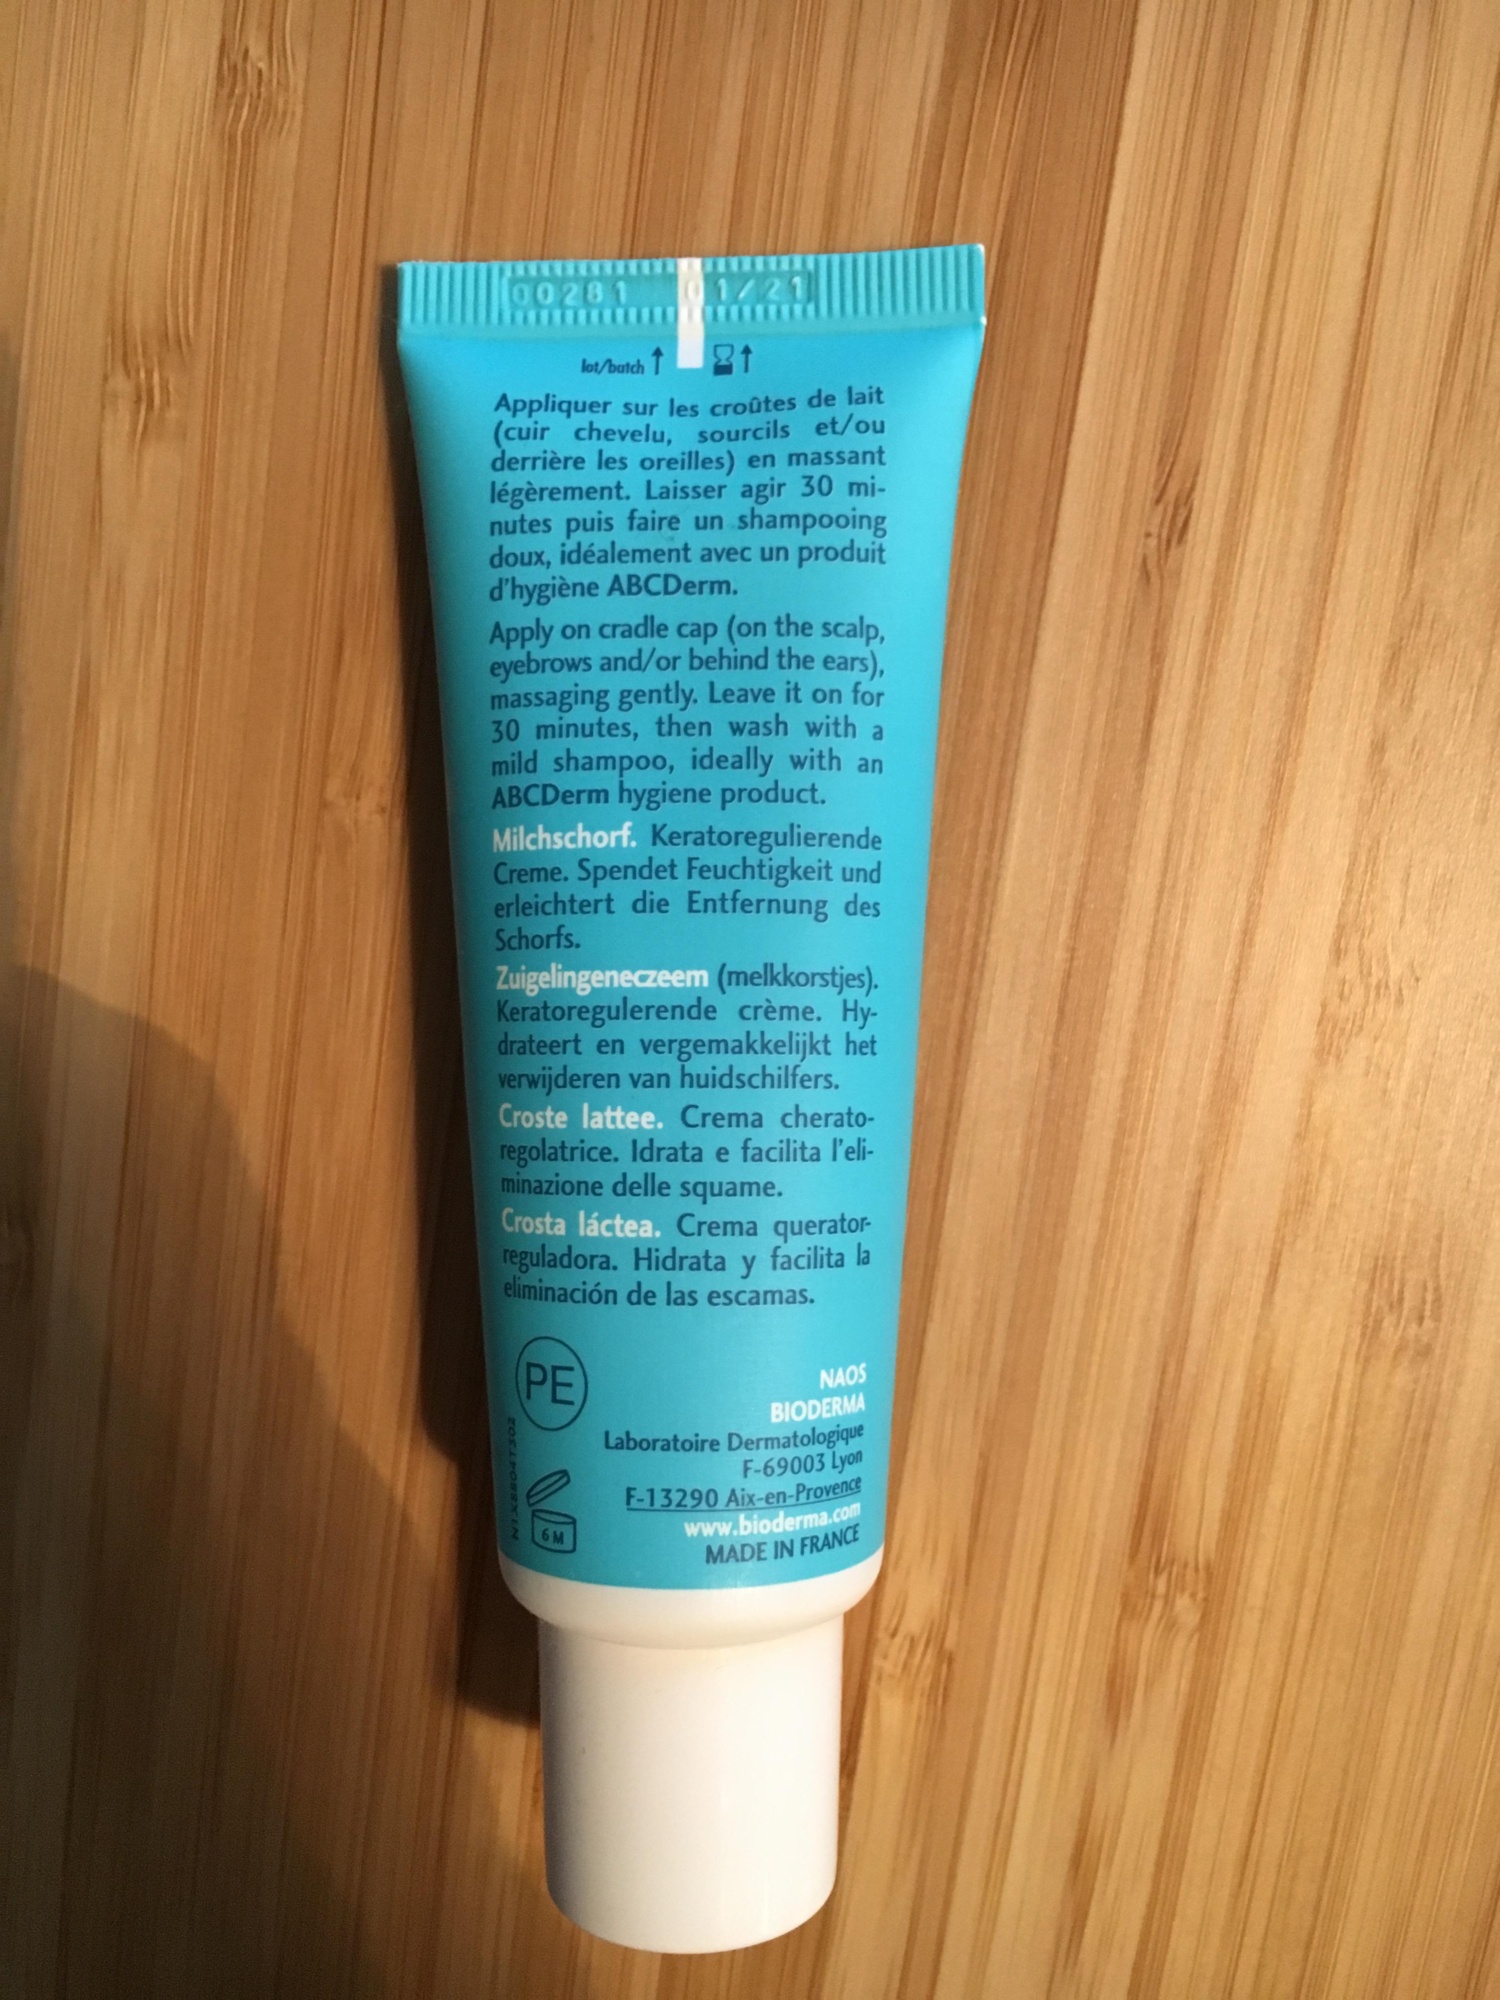 00281 01/21
lot/batch
Appliquer sur les croûtes de lait
(cuir chevelu, sourcils et/ou
derrière les oreilles) en massant
légèrement. Laisser agir 30 mi-
nutes puis faire un shampooing
doux, idéalement avec un produit
d'hygiène ABCDerm.
Apply on cradle cap (on the scalp,
eyebrows and/or behind the ears),
massaging gently. Leave it on for
30 minutes, then wash with a
mild shampoo, ideally with an
ABCDerm hygiene product.
Milchschorf. Keratoregulierende
Creme. Spendet Feuchtigkeit und
erleichtert die Entfernung des
Schorfs.
Zuigelingeneczeem (melkkorstjes).
Keratoregulerende crème. Hy-
drateert en vergemakkelijkt het
verwijderen van huidschilfers.
Croste lattee. Crema cherato-
regolatrice. Idrata e facilita l'eli-
minazione delle squame.
Crosta láctea. Crema querator-
reguladora. Hidrata y facilita la
eliminación de las escamas.
PE
NAOS
BIODERMA
Laboratoire Dermatologique
F-69003 Lyon
F-13290 Aix-en-Provence
www.bioderma.com
MADE IN FRANCE
6 M